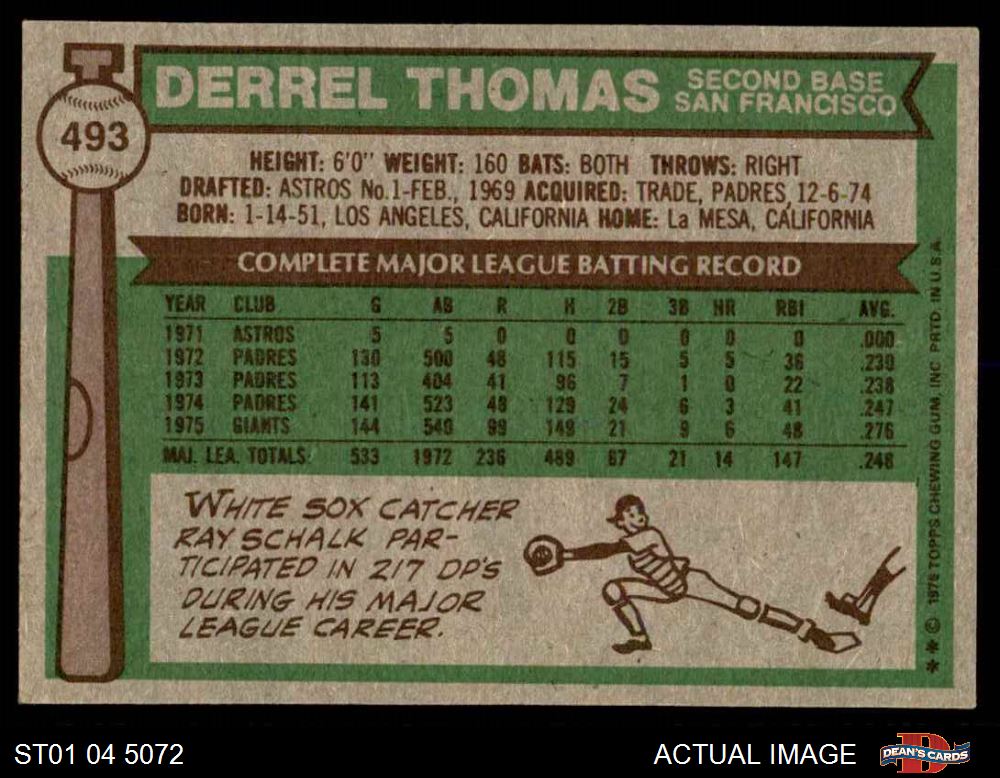 493
DERREL THOMAS SECOND BASE SAN FRANCISCO
HEIGHT: 6'0" WEIGHT: 160 BATS: BOTH THROWS: RIGHT
DRAFTED: ASTROS No.1-FEB., 1969 ACQUIRED: TRADE, PADRES, 12-6-74
BORN: 1-14-51, LOS ANGELES, CALIFORNIA HOME: La MESA, CALIFORNIA
COMPLETE MAJOR LEAGUE BATTING RECORD
YEAR CLUB G AB R H 2B 3B HR RBI AVG.
1971 ASTROS 5 5 0 0 0 0 0 0 .000
1972 PADRES 130 500 48 115 15 5 5 36 .230
1973 PADRES 113 404 41 96 7 1 0 22 .238
1974 PADRES 141 523 48 129 24 6 3 41 .247
1975 GIANTS 144 540 99 149 21 9 6 48 .276
MAJ. LEA. TOTALS 533 1972 236 489 67 21 14 147 .248
WHITE SOX CATCHER
RAY SCHALK PAR-
TICIPATED IN 217 DP'S
DURING HIS MAJOR
LEAGUE CAREER.
** © 1976 TOPPS CHEWING GUM, INC. PRTD. IN U.S.A.
ST01 04 5072
ACTUAL IMAGE
DEAN'S CARDS